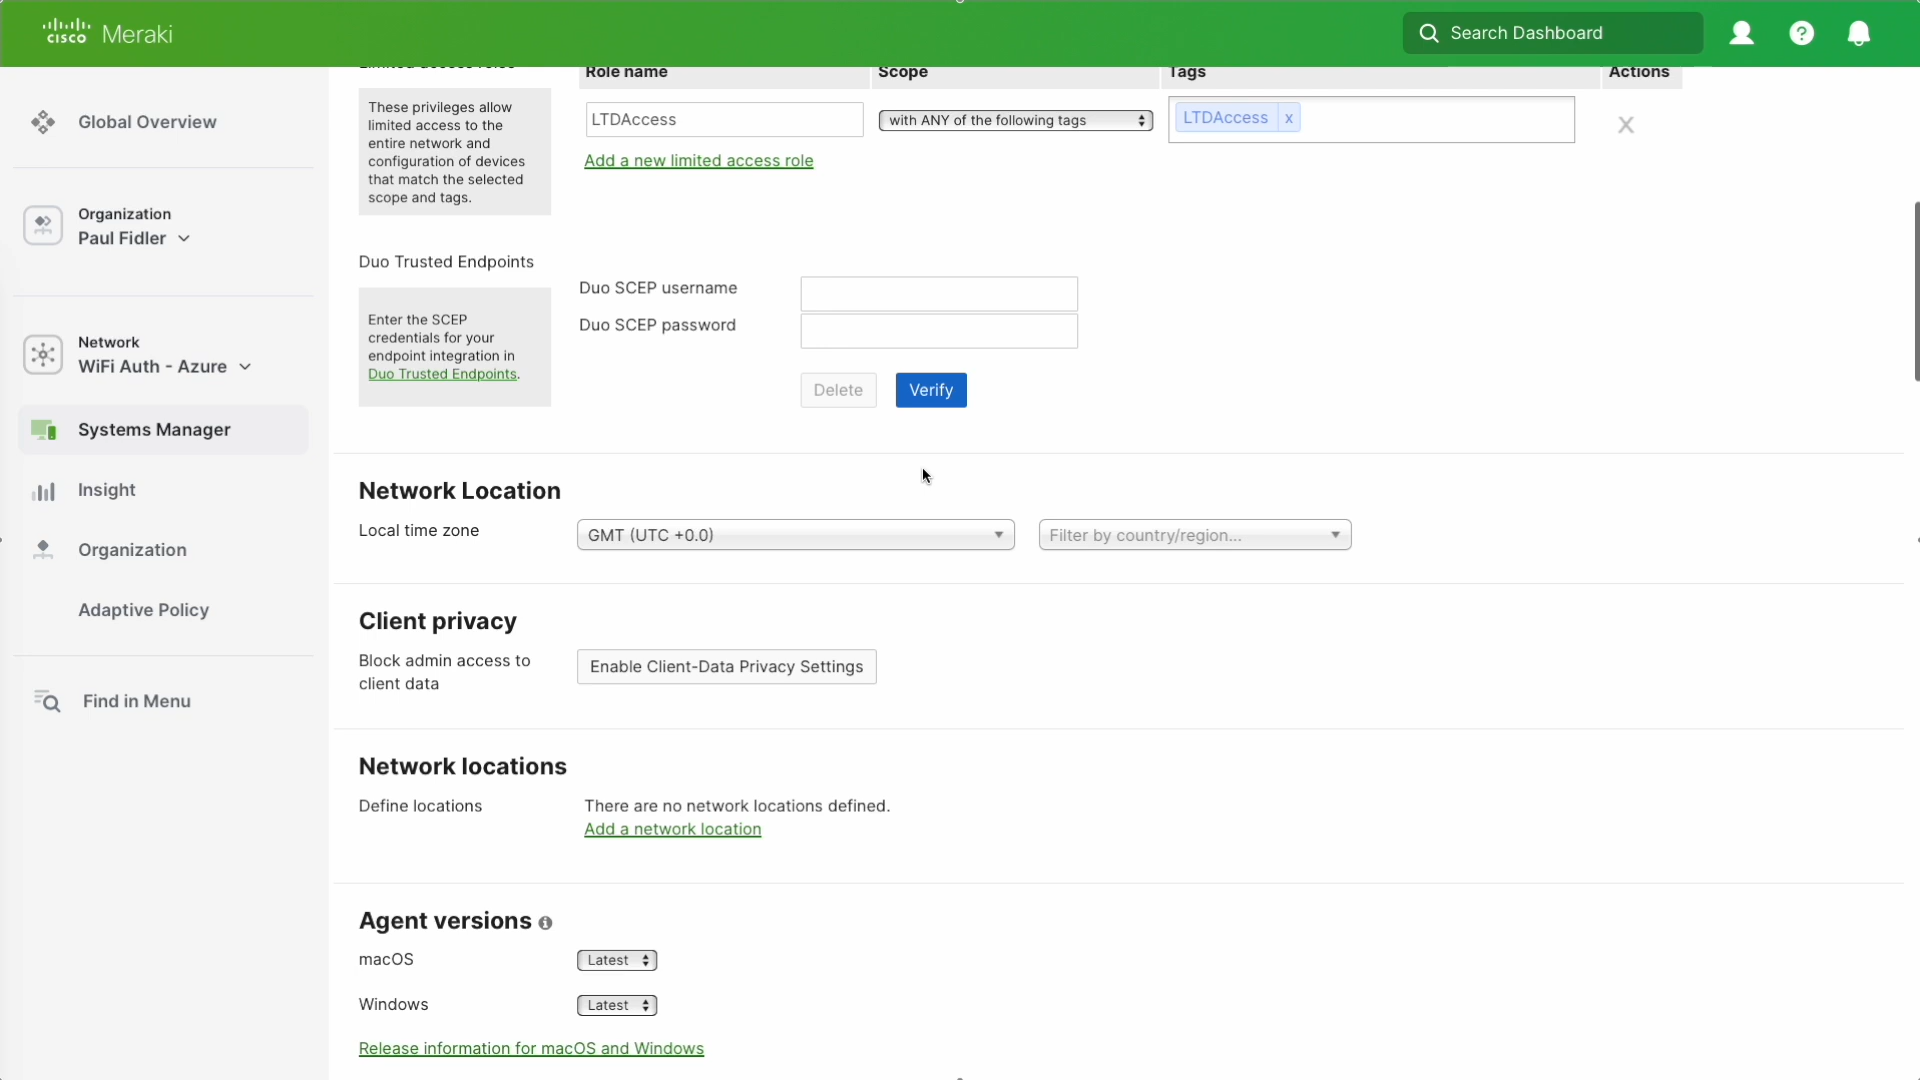 cisco Meraki
Search Dashboard
Role name Scope Tags Actions
Global Overview
Organization
Paul Fidler
Network
WiFi Auth - Azure
Systems Manager
Insight
Organization
Adaptive Policy
Find in Menu
These privileges allow
limited access to the
entire network and
configuration of devices
that match the selected
scope and tags.
LTDAccess
with ANY of the following tags
LTDAccess x
X
Add a new limited access role
Duo Trusted Endpoints
Enter the SCEP
credentials for your
endpoint integration in
Duo Trusted Endpoints.
Duo SCEP username
Duo SCEP password
Delete
Verify
Network Location
Local time zone
GMT (UTC +0.0)
Filter by country/region...
Client privacy
Block admin access to
client data
Enable Client-Data Privacy Settings
Network locations
Define locations
There are no network locations defined.
Add a network location
Agent versions
macOS
Latest
Windows
Latest
Release information for macOS and Windows